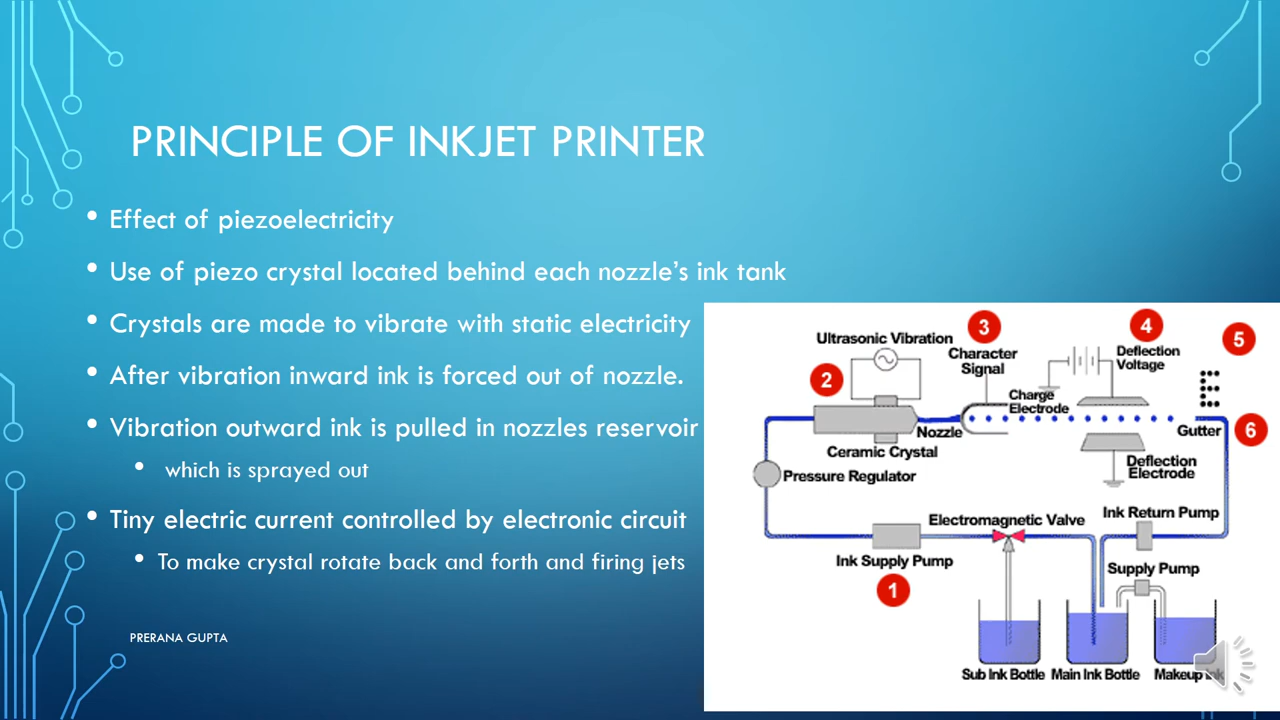 PRINCIPLE OF INKJET PRINTER
• Effect of piezoelectricity
• Use of piezo crystal located behind each nozzle's ink tank
• Crystals are made to vibrate with static electricity
• After vibration inward ink is forced out of nozzle.
• Vibration outward ink is pulled in nozzles reservoir
• which is sprayed out
• Tiny electric current controlled by electronic circuit
• To make crystal rotate back and forth and firing jets
PRERANA GUPTA
Ultrasonic Vibration
2
3
Character
Signal
4
Deflection
Voltage
5
Charge
Electrode
Nozzle
Ceramic Crystal
Gutter
6
Deflection
Electrode
Pressure Regulator
Electromagnetic Valve
Ink Return Pump
Ink Supply Pump
1
Supply Pump
Sub Ink Bottle
Main Ink Bottle
Makeup Ink